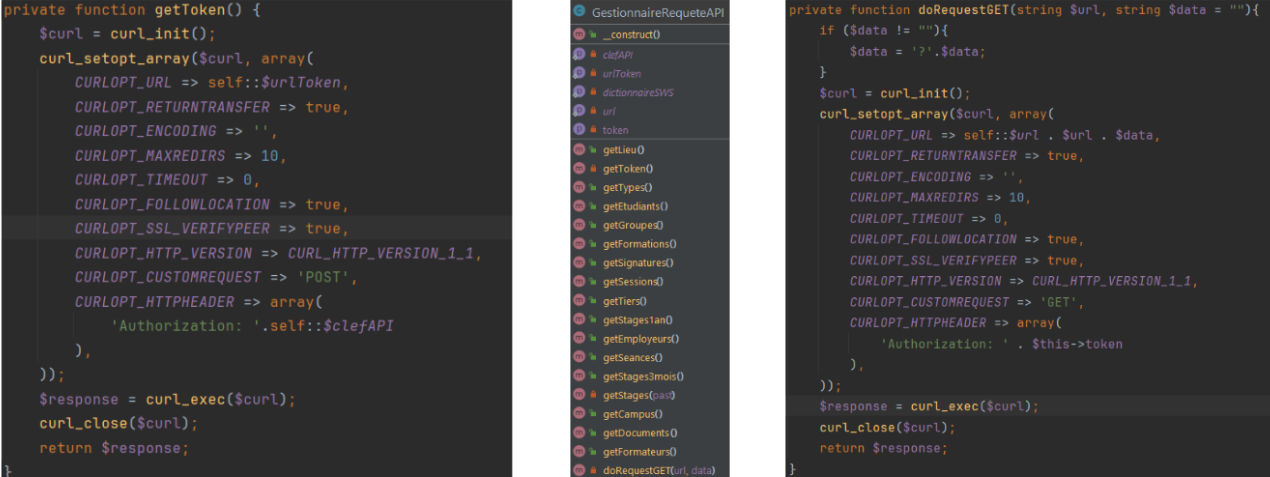 private function getToken() {
    $curl = curl_init();
    curl_setopt_array($curl, array(
        CURLOPT_URL => self::$urlToken,
        CURLOPT_RETURNTRANSFER => true,
        CURLOPT_ENCODING => '',
        CURLOPT_MAXREDIRS => 10,
        CURLOPT_TIMEOUT => 0,
        CURLOPT_FOLLOWLOCATION => true,
        CURLOPT_SSL_VERIFYPEER => true,
        CURLOPT_HTTP_VERSION => CURL_HTTP_VERSION_1_1,
        CURLOPT_CUSTOMREQUEST => 'POST',
        CURLOPT_HTTPHEADER => array(
            'Authorization: '.self::$clefAPI
        ),
    ));
    $response = curl_exec($curl);
    curl_close($curl);
    return $response;
}
C GestionnaireRequeteAPI
m __construct()
p clefAPI
p urlToken
p dictionnaireSWS
p url
p token
m getLieu()
m getToken()
m getTypes()
m getEtudiants()
m getGroupes()
m getFormations()
m getSignatures()
m getSessions()
m getTiers()
m getStages1an()
m getEmployeurs()
m getSeances()
m getStages3mois()
m getStages(past)
m getCampus()
m getDocuments()
m getFormateurs()
m doRequestGET(url, data)
private function doRequestGET(string $url, string $data = ""){
    if ($data != ""){
        $data = '?'.$data;
    }
    $curl = curl_init();
    curl_setopt_array($curl, array(
        CURLOPT_URL => self::$url . $url . $data,
        CURLOPT_RETURNTRANSFER => true,
        CURLOPT_ENCODING => '',
        CURLOPT_MAXREDIRS => 10,
        CURLOPT_TIMEOUT => 0,
        CURLOPT_FOLLOWLOCATION => true,
        CURLOPT_SSL_VERIFYPEER => true,
        CURLOPT_HTTP_VERSION => CURL_HTTP_VERSION_1_1,
        CURLOPT_CUSTOMREQUEST => 'GET',
        CURLOPT_HTTPHEADER => array(
            'Authorization: ' . $this->token
        ),
    ));
    $response = curl_exec($curl);
    curl_close($curl);
    return $response;
}